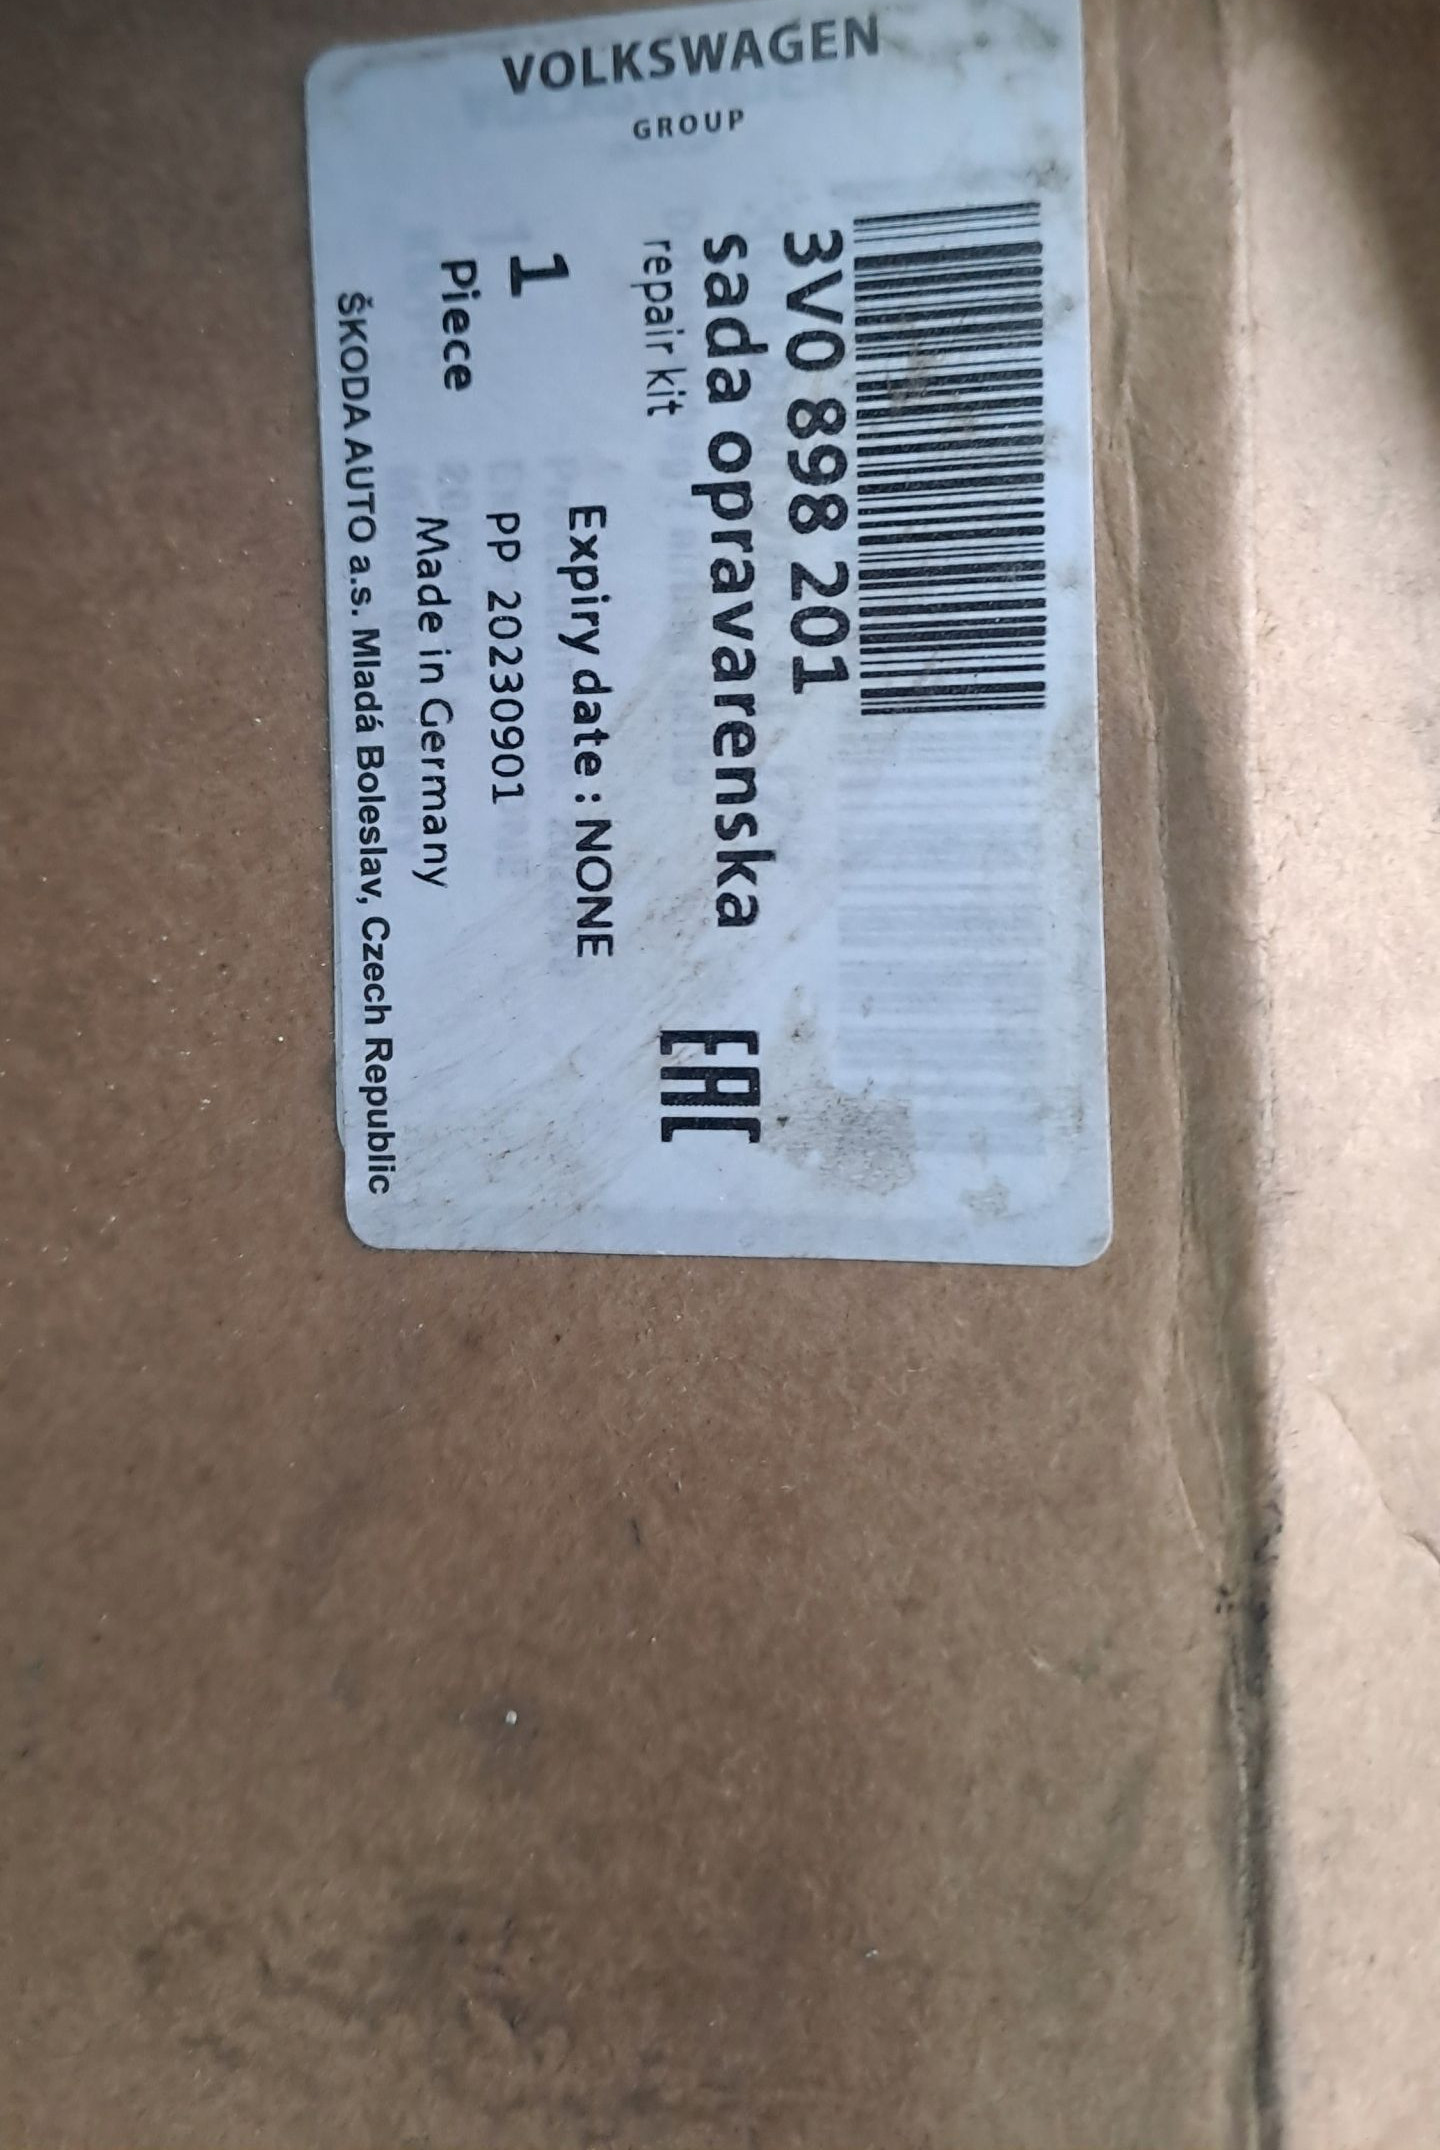 VOLKSWAGEN
GROUP
3V0 898 201
sada opravarenska
repair kit
EAC
Expiry date : NONE
1
PP 20230901
Piece
Made in Germany
ŠKODA AUTO a.s. Mladá Boleslav, Czech Republic